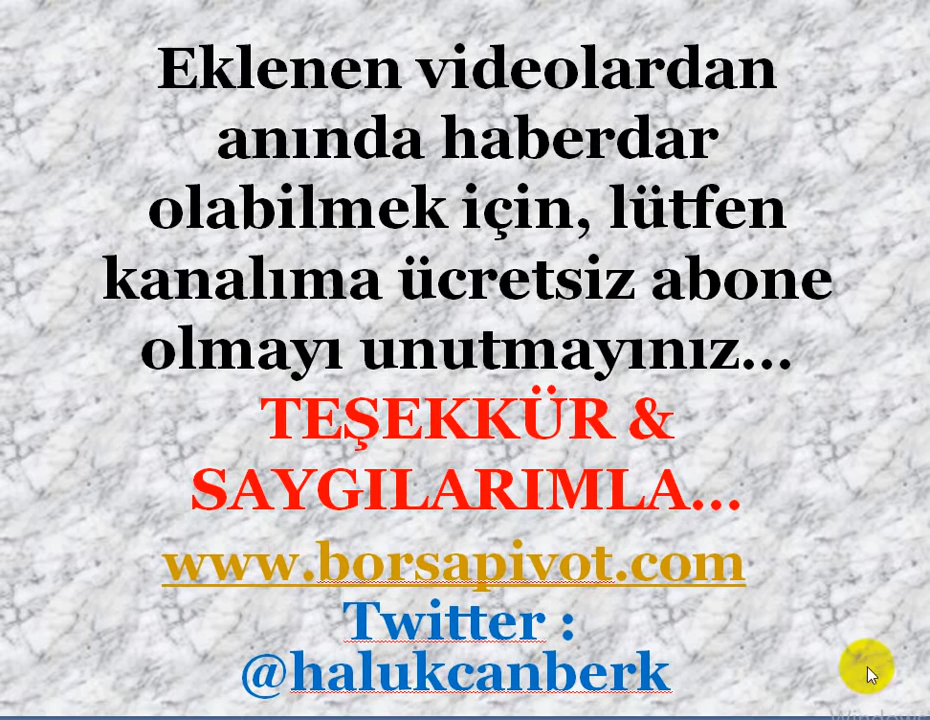 Eklenen videolardan
anında haberdar
olabilmek için, lütfen
kanalıma ücretsiz abone
olmayı unutmayınız...
TEŞEKKÜR &
SAYGILARIMLA...
www.borsapivot.com
Twitter :
@halukcanberk